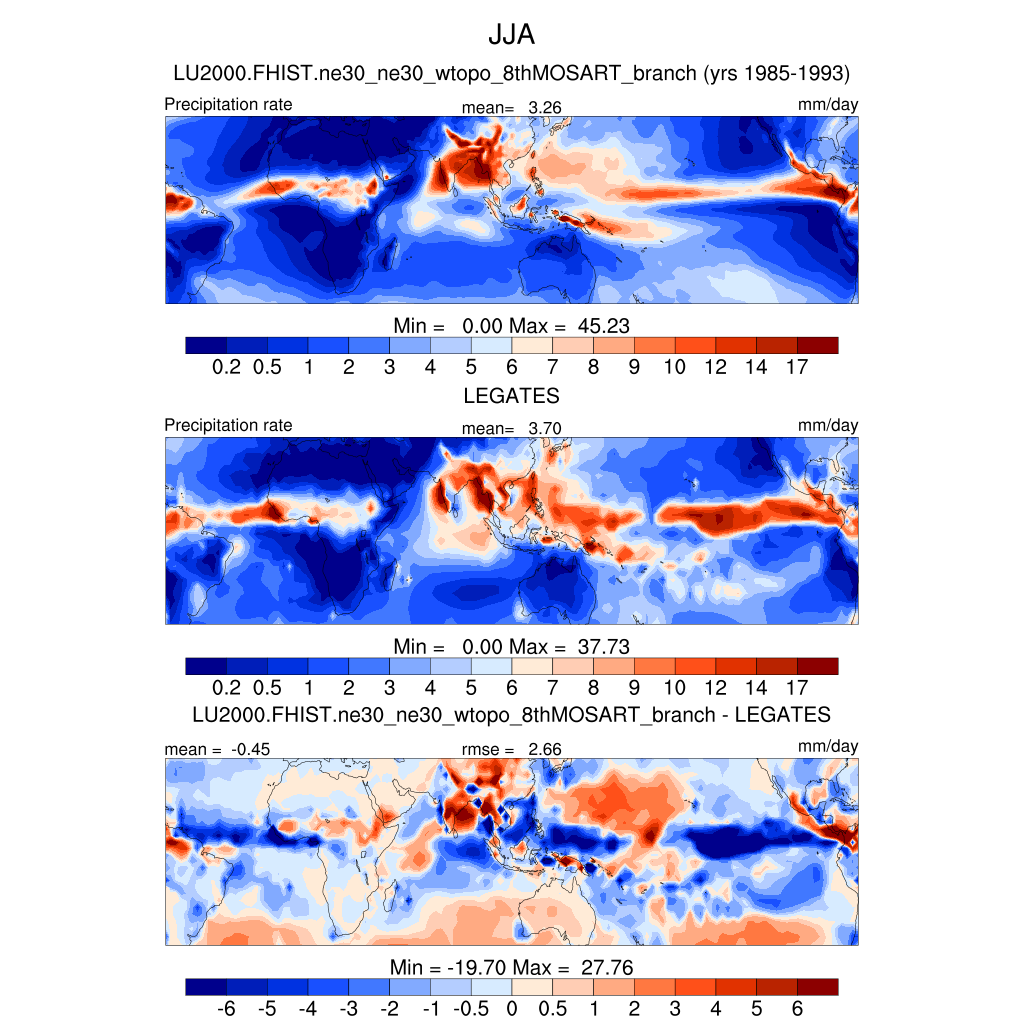 JJA
LU2000.FHIST.ne30_ne30_wtopo_8thMOSART_branch (yrs 1985-1993)
Precipitation rate mean= 3.26 mm/day
Min = 0.00 Max = 45.23
0.2 0.5 1 2 3 4 5 6 7 8 9 10 12 14 17
LEGATES
Precipitation rate mean= 3.70 mm/day
Min = 0.00 Max = 37.73
0.2 0.5 1 2 3 4 5 6 7 8 9 10 12 14 17
LU2000.FHIST.ne30_ne30_wtopo_8thMOSART_branch - LEGATES
mean = -0.45 rmse = 2.66 mm/day
Min = -19.70 Max = 27.76
-6 -5 -4 -3 -2 -1 -0.5 0 0.5 1 2 3 4 5 6